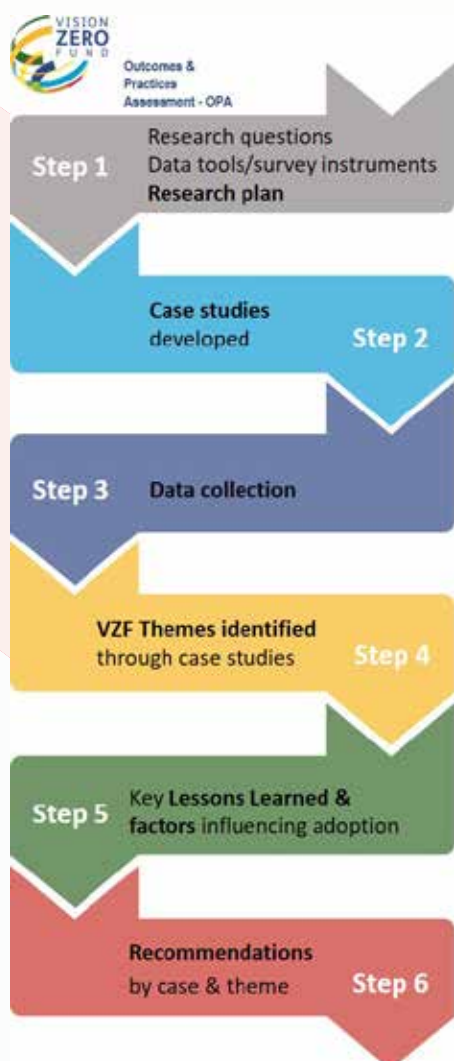 VISION
ZERO
FUND
Outcomes &
Practices
Assessment - OPA
Step 1
Research questions
Data tools/survey instruments
Research plan
Case studies
developed
Step 2
Step 3
Data collection
VZF Themes identified
through case studies
Step 4
Step 5
Key Lessons Learned &
factors influencing adoption
Recommendations
by case & theme
Step 6